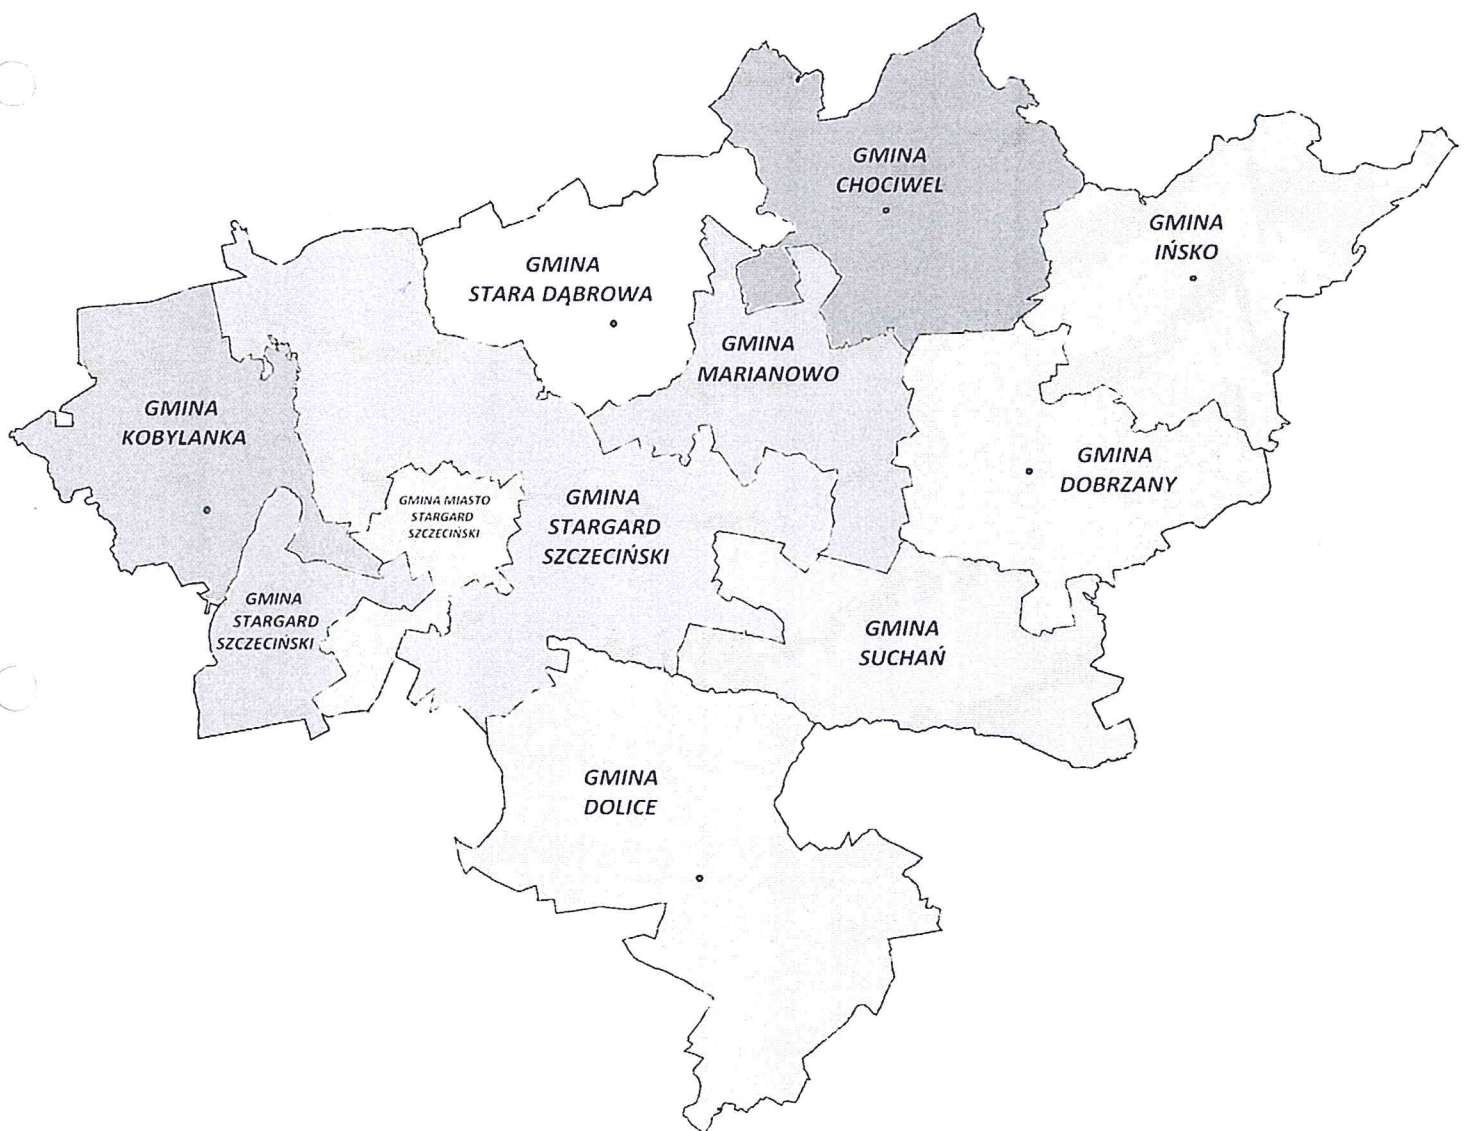 GMINA
CHOCIWEL
GMINA
IŃSKO
GMINA
STARA DĄBROWA
GMINA
MARIANOWO
GMINA
KOBYLANKA
GMINA
DOBRZANY
GMINA MIASTO
STARGARD
SZCZECIŃSKI
GMINA
STARGARD
SZCZECIŃSKI
GMINA
STARGARD
SZCZECIŃSKI
GMINA
SUCHAŃ
GMINA
DOLICE